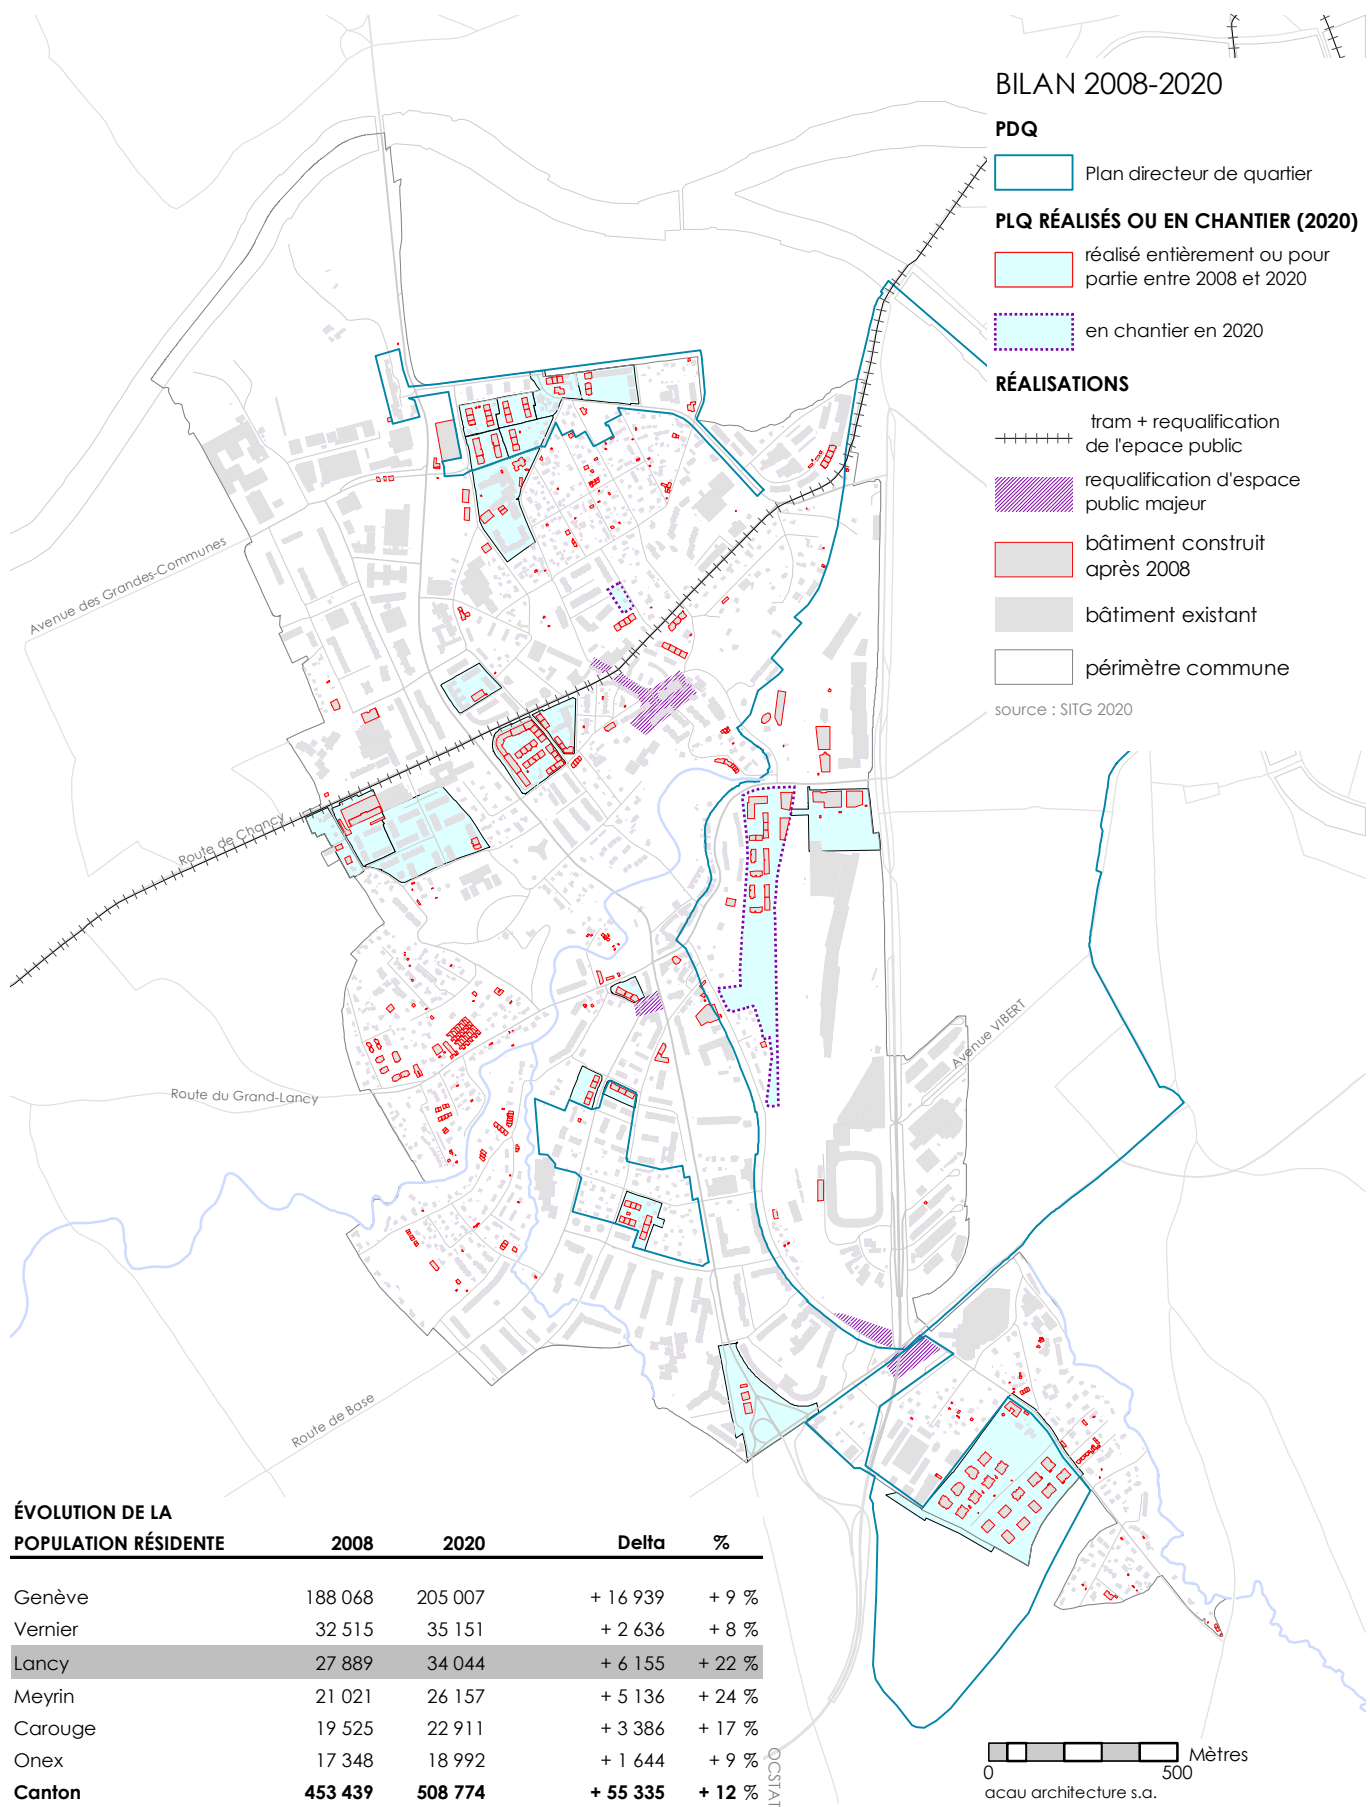 BILAN 2008-2020
PDQ
Plan directeur de quartier
PLQ RÉALISÉS OU EN CHANTIER (2020)
réalisé entièrement ou pour
partie entre 2008 et 2020
en chantier en 2020
RÉALISATIONS
tram + requalification
de l'epace public
requalification d'espace
public majeur
bâtiment construit
après 2008
bâtiment existant
périmètre commune
source : SITG 2020
Avenue des Grandes-Communes
Route de Chancy
Avenue VIBERT
Route du Grand-Lancy
Route de Base
ÉVOLUTION DE LA
POPULATION RÉSIDENTE 2008 2020 Delta %
Genève 188 068 205 007 + 16 939 + 9 %
Vernier 32 515 35 151 + 2 636 + 8 %
Lancy 27 889 34 044 + 6 155 + 22 %
Meyrin 21 021 26 157 + 5 136 + 24 %
Carouge 19 525 22 911 + 3 386 + 17 %
Onex 17 348 18 992 + 1 644 + 9 %
Canton 453 439 508 774 + 55 335 + 12 %
OCSTAT
Mètres
0 500
acau architecture s.a.